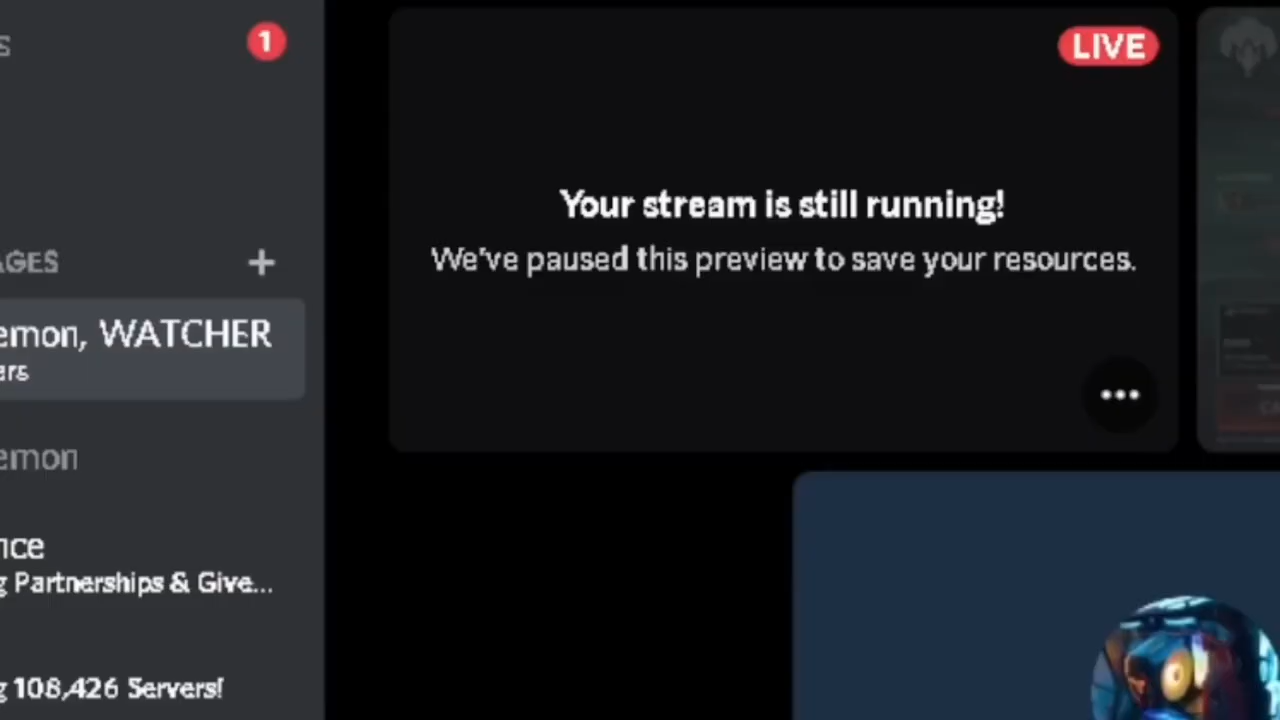 1
LIVE
Your stream is still running!
We've paused this preview to save your resources.
AGES +
emon, WATCHER
ers
emon
nce
g Partnerships & Give...
g 108,426 Servers!